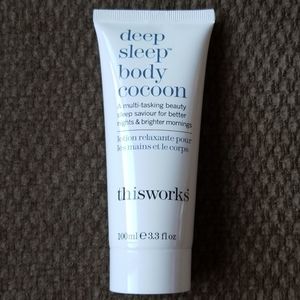 deep
sleep™
body
cocoon
A multi-tasking beauty
sleep saviour for better
nights & brighter mornings
lotion relaxante pour
les mains et le corps
thisworks®
100ml e 3.3 fl oz